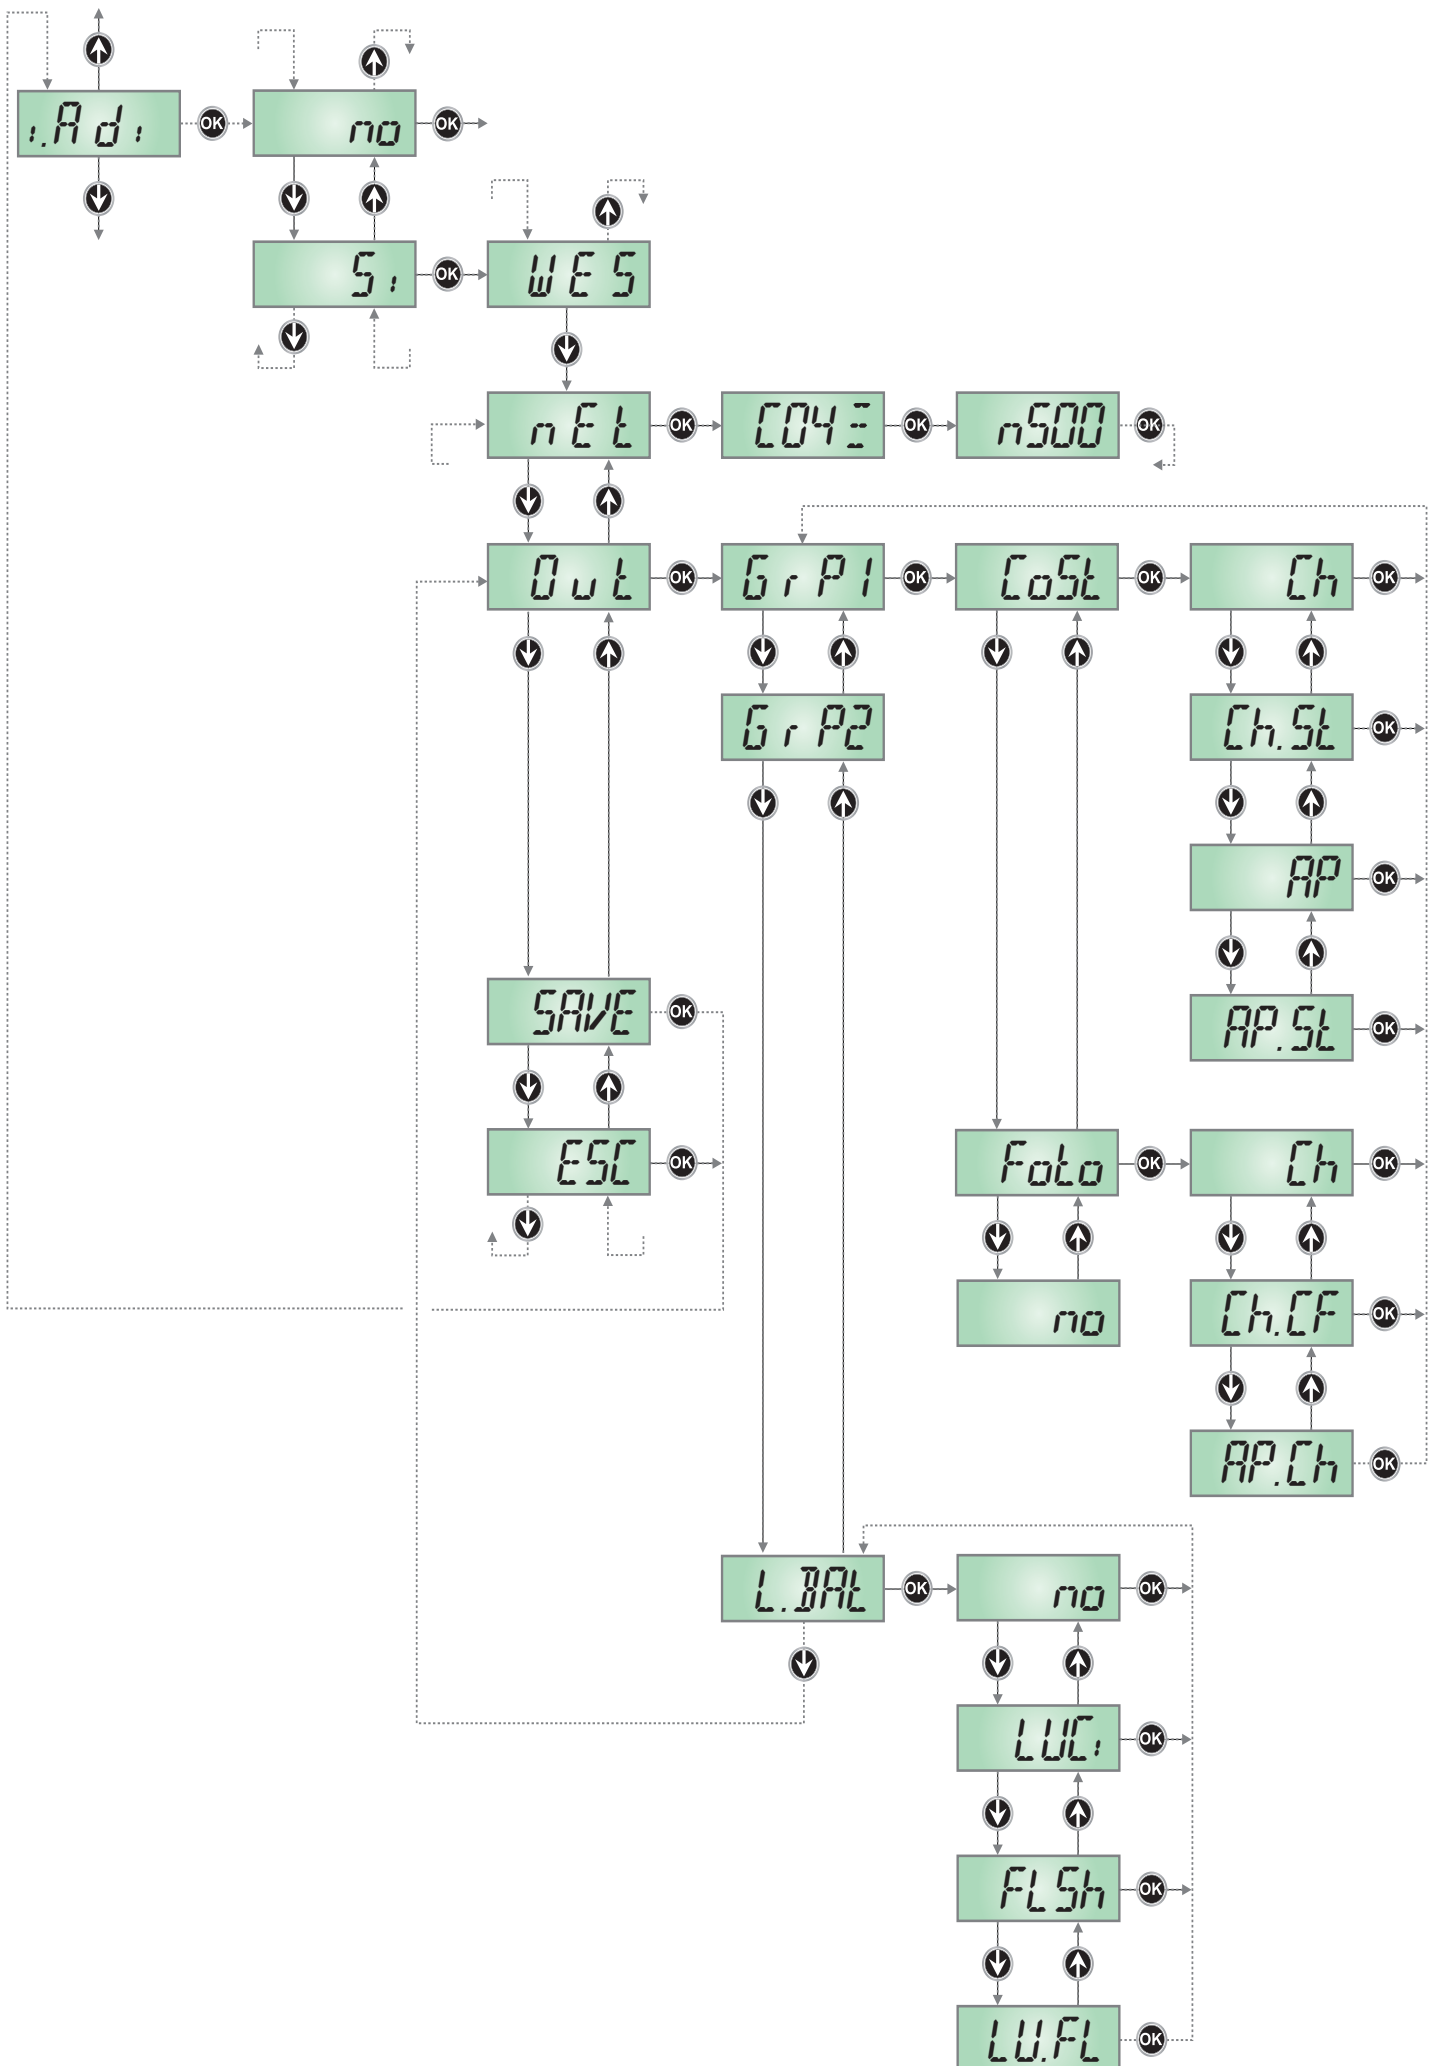 i.Adi OK no OK
Si OK WES
nEt OK C04Ξ OK nS00 OK
Out OK GrP1 OK CoSt OK Ch OK
GrP2 Ch.St OK
AP OK
SAVE OK AP.St OK
ESC OK Foto OK Ch OK
no Ch.CF OK
AP.Ch OK
L.BAt OK no OK
LUCi OK
FLSh OK
LU.FL OK